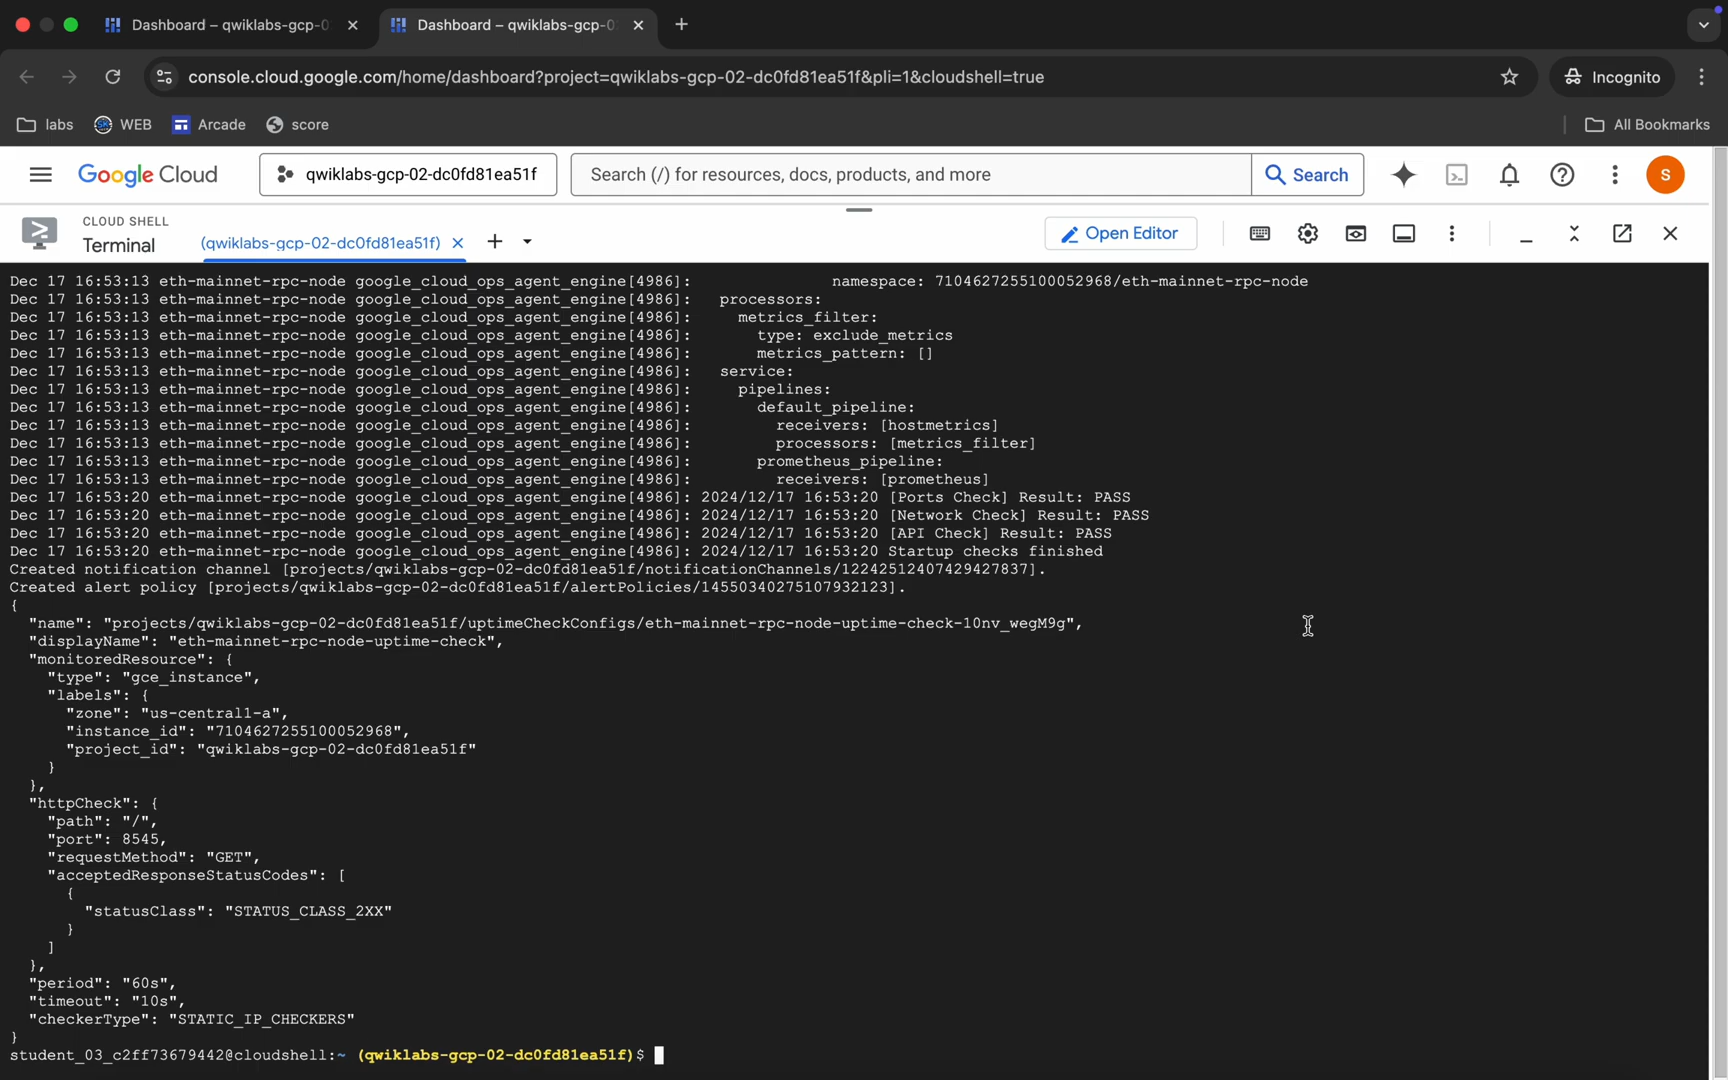 Dashboard – qwiklabs-gcp-0
Dashboard – qwiklabs-gcp-0
console.cloud.google.com/home/dashboard?project=qwiklabs-gcp-02-dc0fd81ea51f&pli=1&cloudshell=true
Incognito
labs
WEB
Arcade
score
All Bookmarks
Google Cloud
qwiklabs-gcp-02-dc0fd81ea51f
Search (/) for resources, docs, products, and more
Search
S
CLOUD SHELL
Terminal
(qwiklabs-gcp-02-dc0fd81ea51f)
Open Editor
Dec 17 16:53:13 eth-mainnet-rpc-node google_cloud_ops_agent_engine[4986]:               namespace: 7104627255100052968/eth-mainnet-rpc-node
Dec 17 16:53:13 eth-mainnet-rpc-node google_cloud_ops_agent_engine[4986]:   processors:
Dec 17 16:53:13 eth-mainnet-rpc-node google_cloud_ops_agent_engine[4986]:     metrics_filter:
Dec 17 16:53:13 eth-mainnet-rpc-node google_cloud_ops_agent_engine[4986]:       type: exclude_metrics
Dec 17 16:53:13 eth-mainnet-rpc-node google_cloud_ops_agent_engine[4986]:       metrics_pattern: []
Dec 17 16:53:13 eth-mainnet-rpc-node google_cloud_ops_agent_engine[4986]:   service:
Dec 17 16:53:13 eth-mainnet-rpc-node google_cloud_ops_agent_engine[4986]:     pipelines:
Dec 17 16:53:13 eth-mainnet-rpc-node google_cloud_ops_agent_engine[4986]:       default_pipeline:
Dec 17 16:53:13 eth-mainnet-rpc-node google_cloud_ops_agent_engine[4986]:         receivers: [hostmetrics]
Dec 17 16:53:13 eth-mainnet-rpc-node google_cloud_ops_agent_engine[4986]:         processors: [metrics_filter]
Dec 17 16:53:13 eth-mainnet-rpc-node google_cloud_ops_agent_engine[4986]:       prometheus_pipeline:
Dec 17 16:53:13 eth-mainnet-rpc-node google_cloud_ops_agent_engine[4986]:         receivers: [prometheus]
Dec 17 16:53:20 eth-mainnet-rpc-node google_cloud_ops_agent_engine[4986]: 2024/12/17 16:53:20 [Ports Check] Result: PASS
Dec 17 16:53:20 eth-mainnet-rpc-node google_cloud_ops_agent_engine[4986]: 2024/12/17 16:53:20 [Network Check] Result: PASS
Dec 17 16:53:20 eth-mainnet-rpc-node google_cloud_ops_agent_engine[4986]: 2024/12/17 16:53:20 [API Check] Result: PASS
Dec 17 16:53:20 eth-mainnet-rpc-node google_cloud_ops_agent_engine[4986]: 2024/12/17 16:53:20 Startup checks finished
Created notification channel [projects/qwiklabs-gcp-02-dc0fd81ea51f/notificationChannels/12242512407429427837].
Created alert policy [projects/qwiklabs-gcp-02-dc0fd81ea51f/alertPolicies/14550340275107932123].
{
  "name": "projects/qwiklabs-gcp-02-dc0fd81ea51f/uptimeCheckConfigs/eth-mainnet-rpc-node-uptime-check-10nv_wegM9g",
  "displayName": "eth-mainnet-rpc-node-uptime-check",
  "monitoredResource": {
    "type": "gce_instance",
    "labels": {
      "zone": "us-central1-a",
      "instance_id": "7104627255100052968",
      "project_id": "qwiklabs-gcp-02-dc0fd81ea51f"
    }
  },
  "httpCheck": {
    "path": "/",
    "port": 8545,
    "requestMethod": "GET",
    "acceptedResponseStatusCodes": [
      {
        "statusClass": "STATUS_CLASS_2XX"
      }
    ]
  },
  "period": "60s",
  "timeout": "10s",
  "checkerType": "STATIC_IP_CHECKERS"
}
student_03_c2ff73679442@cloudshell:~ (qwiklabs-gcp-02-dc0fd81ea51f)$